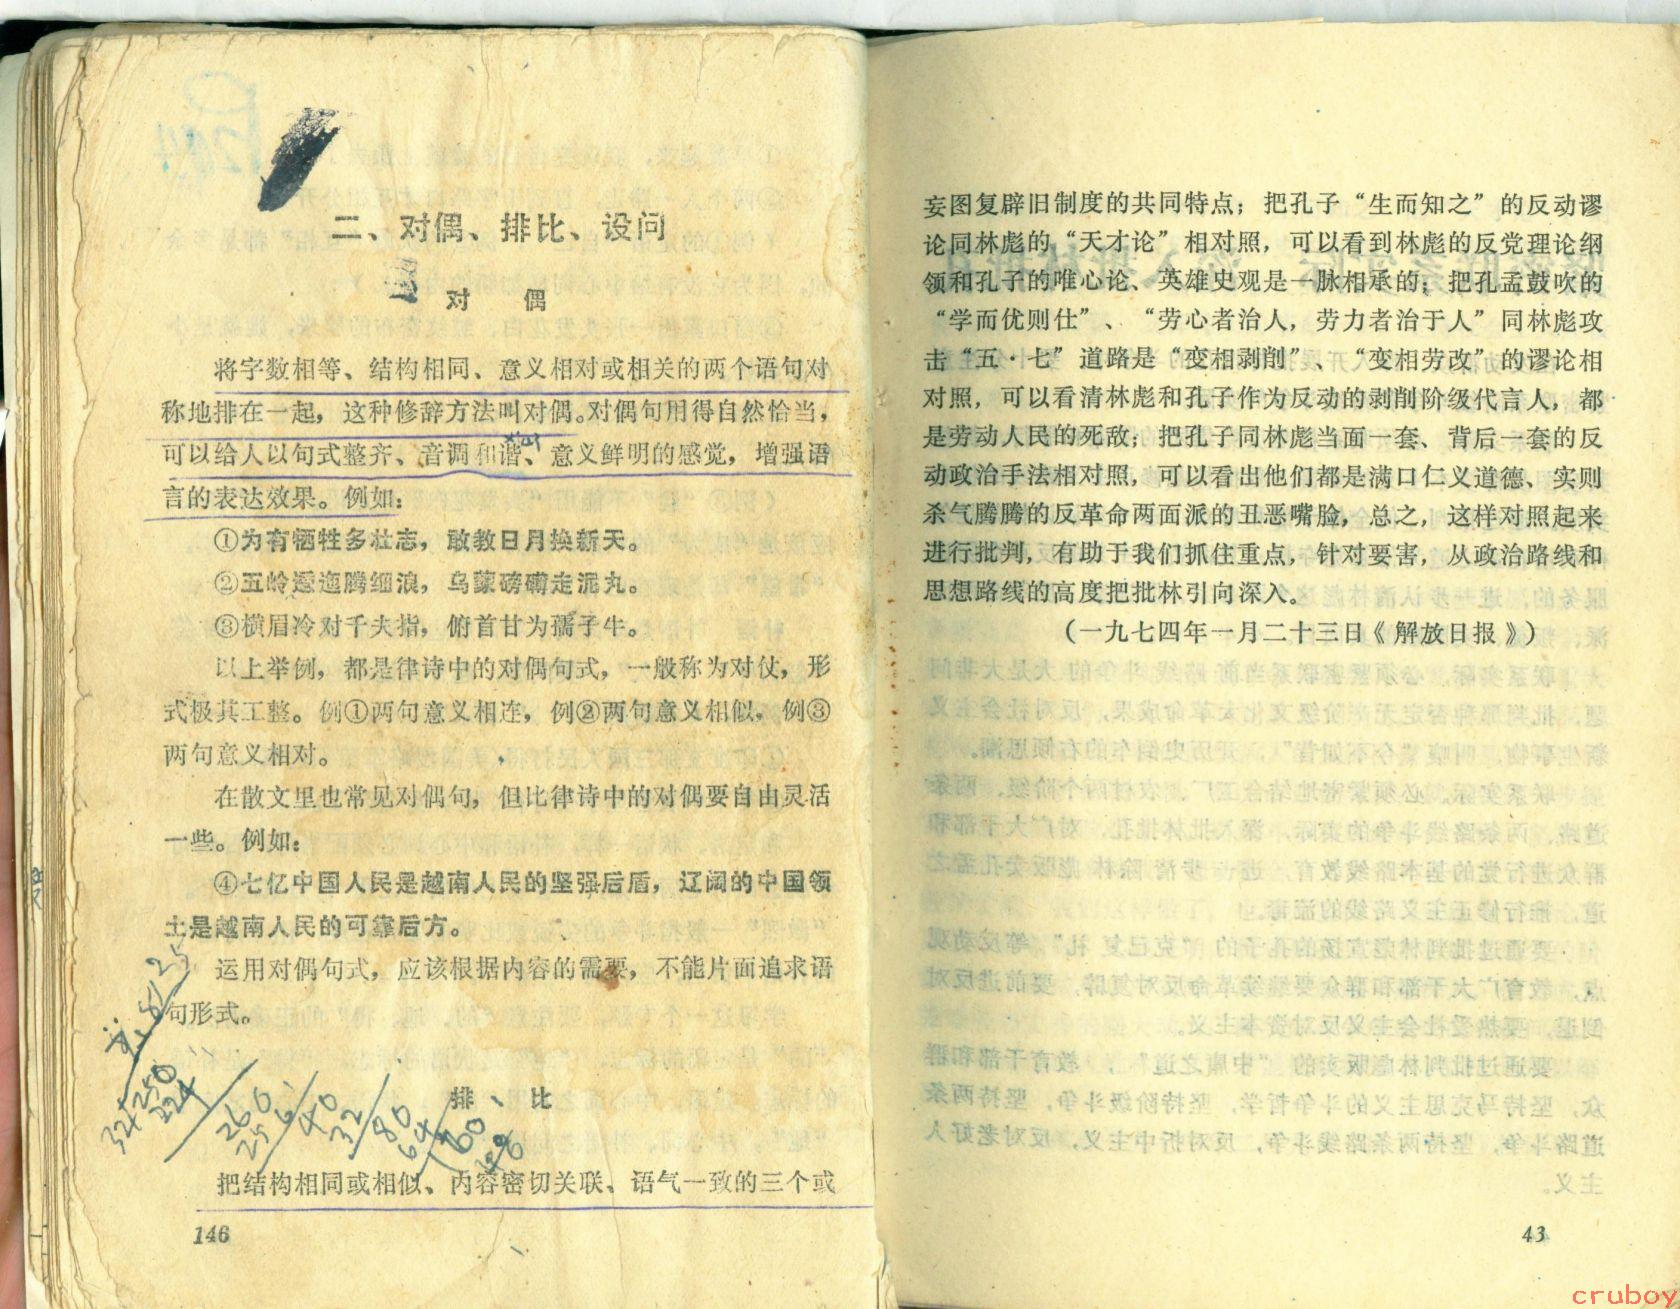 二、对偶、排比、设问
对 偶
将字数相等、结构相同、意义相对或相关的两个语句对
称地排在一起，这种修辞方法叫对偶。对偶句用得自然恰当，
可以给人以句式整齐、音调和谐、意义鲜明的感觉，增强语
言的表达效果。例如：
①为有牺牲多壮志，敢教日月换新天。
②五岭逶迤腾细浪，乌蒙磅礴走泥丸。
③横眉冷对千夫指，俯首甘为孺子牛。
以上举例，都是律诗中的对偶句式，一般称为对仗，形
式极其工整。例①两句意义相连，例②两句意义相似，例③
两句意义相对。
在散文里也常见对偶句，但比律诗中的对偶要自由灵活
一些。例如：
④七亿中国人民是越南人民的坚强后盾，辽阔的中国领
土是越南人民的可靠后方。
运用对偶句式，应该根据内容的需要，不能片面追求语
句形式。
排 比
把结构相同或相似、内容密切关联、语气一致的三个或
146
妄图复辟旧制度的共同特点；把孔子“生而知之”的反动谬
论同林彪的“天才论”相对照，可以看到林彪的反党理论纲
领和孔子的唯心论、英雄史观是一脉相承的；把孔孟鼓吹的
“学而优则仕”、“劳心者治人，劳力者治于人”同林彪攻
击“五·七”道路是“变相剥削”、“变相劳改”的谬论相
对照，可以看清林彪和孔子作为反动的剥削阶级代言人，都
是劳动人民的死敌；把孔子同林彪当面一套、背后一套的反
动政治手法相对照，可以看出他们都是满口仁义道德、实则
杀气腾腾的反革命两面派的丑恶嘴脸，总之，这样对照起来
进行批判，有助于我们抓住重点，针对要害，从政治路线和
思想路线的高度把批林引向深入。
（一九七四年一月二十三日《解放日报》）
43
cruboy